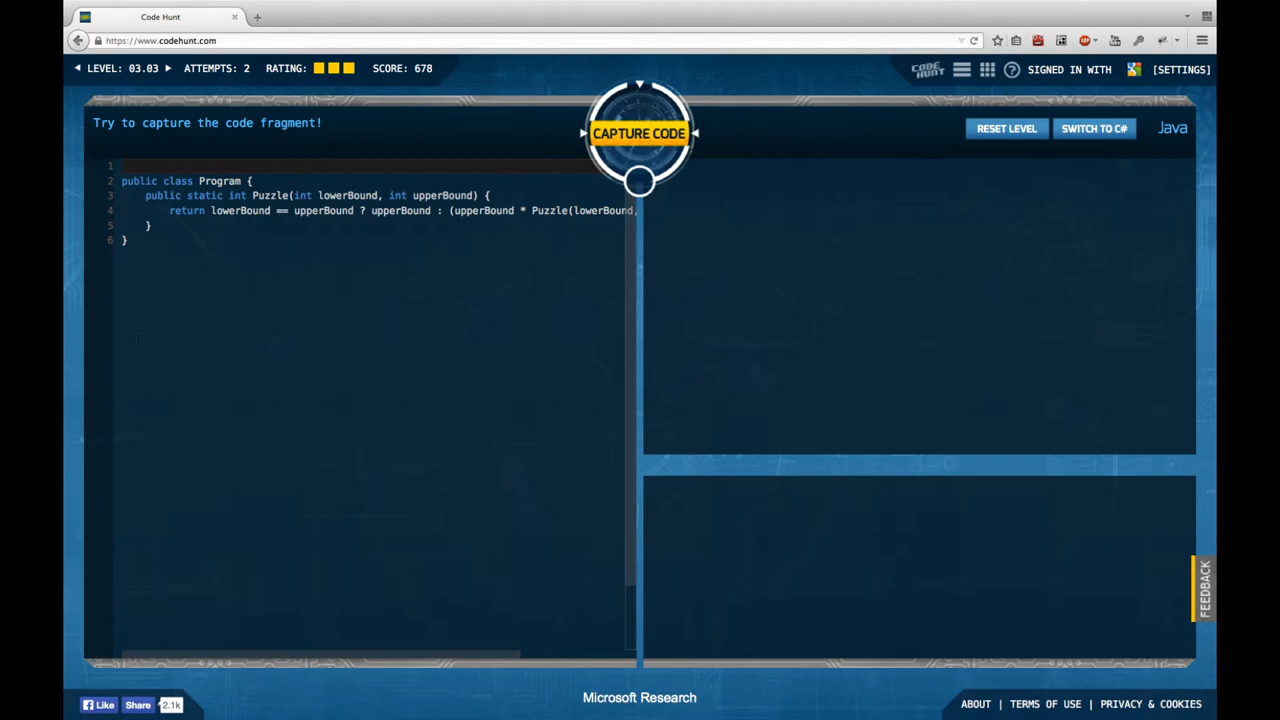 Code Hunt
https://www.codehunt.com
LEVEL: 03.03 ATTEMPTS: 2 RATING: SCORE: 678
CODE HUNT
SIGNED IN WITH [SETTINGS]
Try to capture the code fragment!
CAPTURE CODE
RESET LEVEL SWITCH TO C# Java
1
2 public class Program {
3 public static int Puzzle(int lowerBound, int upperBound) {
4 return lowerBound == upperBound ? upperBound : (upperBound * Puzzle(lowerBound,
5 }
6 }
FEEDBACK
Like Share 2.1k
Microsoft Research
ABOUT | TERMS OF USE | PRIVACY & COOKIES